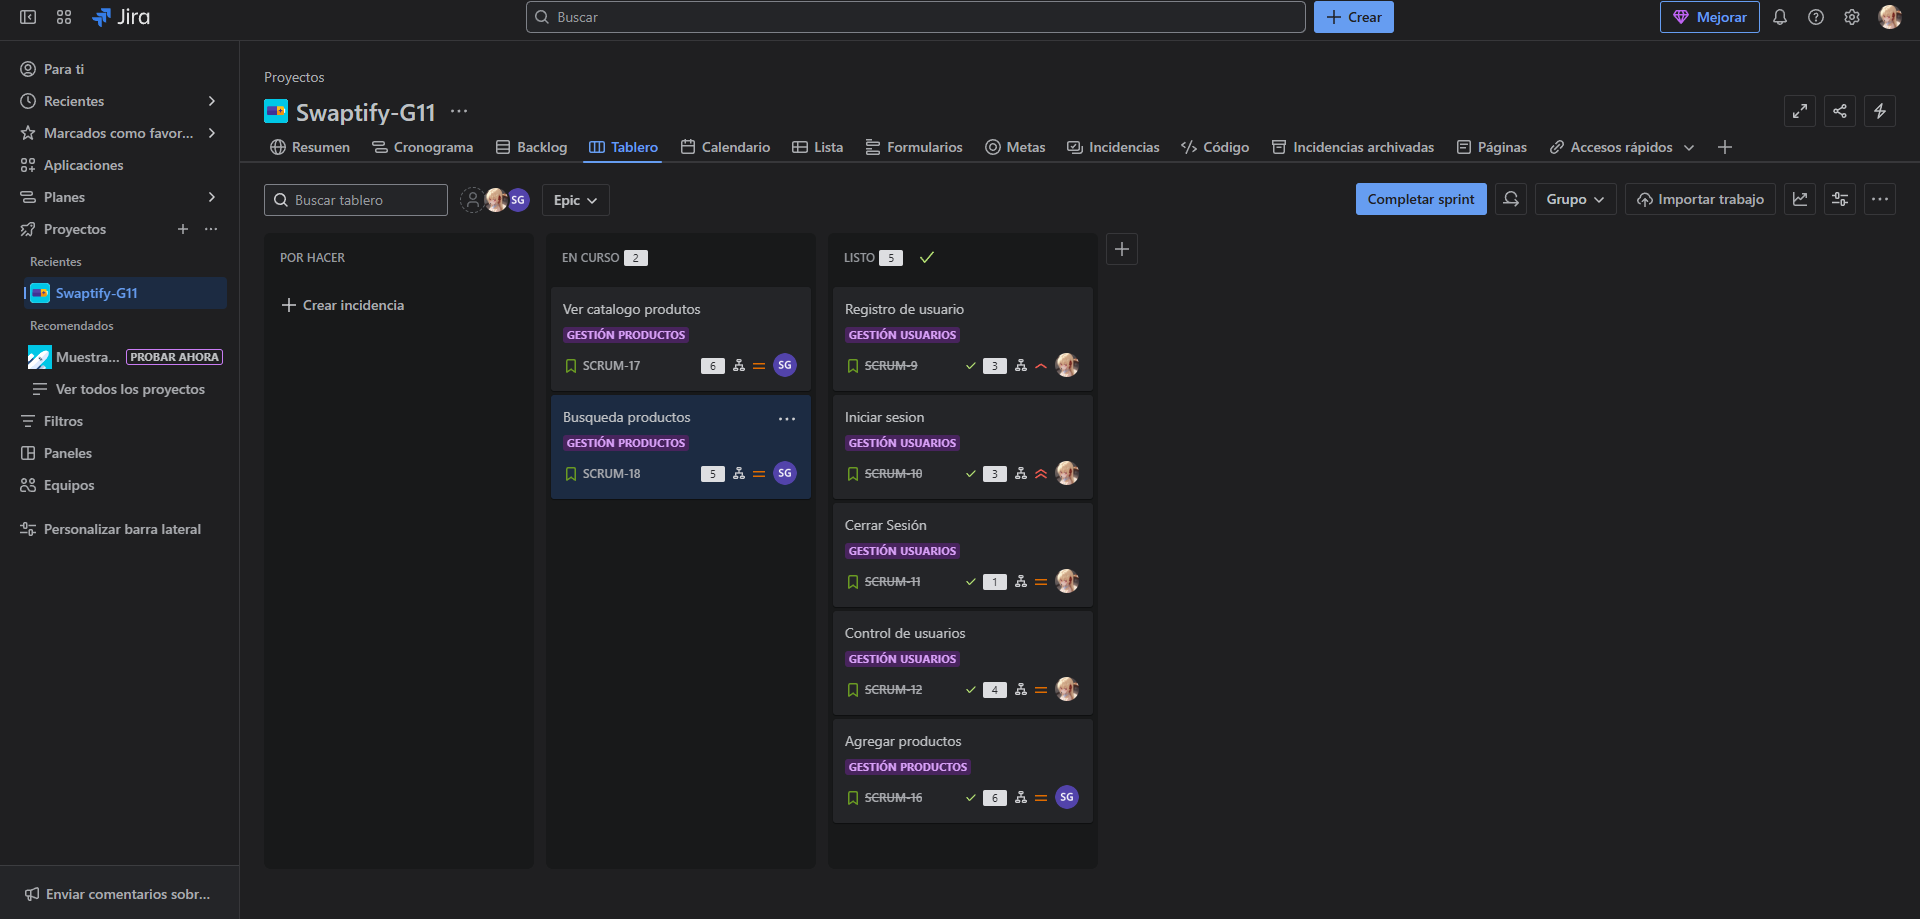 Jira
Buscar
Crear
Mejorar
Para ti
Recientes
Marcados como favor...
Aplicaciones
Planes
Proyectos
Recientes
Swaptify-G11
Recomendados
Muestra... PROBAR AHORA
Ver todos los proyectos
Filtros
Paneles
Equipos
Personalizar barra lateral
Enviar comentarios sobr...
Proyectos
Swaptify-G11
Resumen Cronograma Backlog Tablero Calendario Lista Formularios Metas Incidencias Código Incidencias archivadas Páginas Accesos rápidos
Buscar tablero SG Epic Completar sprint Grupo Importar trabajo
POR HACER
Crear incidencia
EN CURSO 2
Ver catalogo produtos
GESTIÓN PRODUCTOS
SCRUM-17 6 SG
Busqueda productos
GESTIÓN PRODUCTOS
SCRUM-18 5 SG
LISTO 5
Registro de usuario
GESTIÓN USUARIOS
SCRUM-9 3
Iniciar sesion
GESTIÓN USUARIOS
SCRUM-10 3
Cerrar Sesión
GESTIÓN USUARIOS
SCRUM-11 1
Control de usuarios
GESTIÓN USUARIOS
SCRUM-12 4
Agregar productos
GESTIÓN PRODUCTOS
SCRUM-16 6 SG